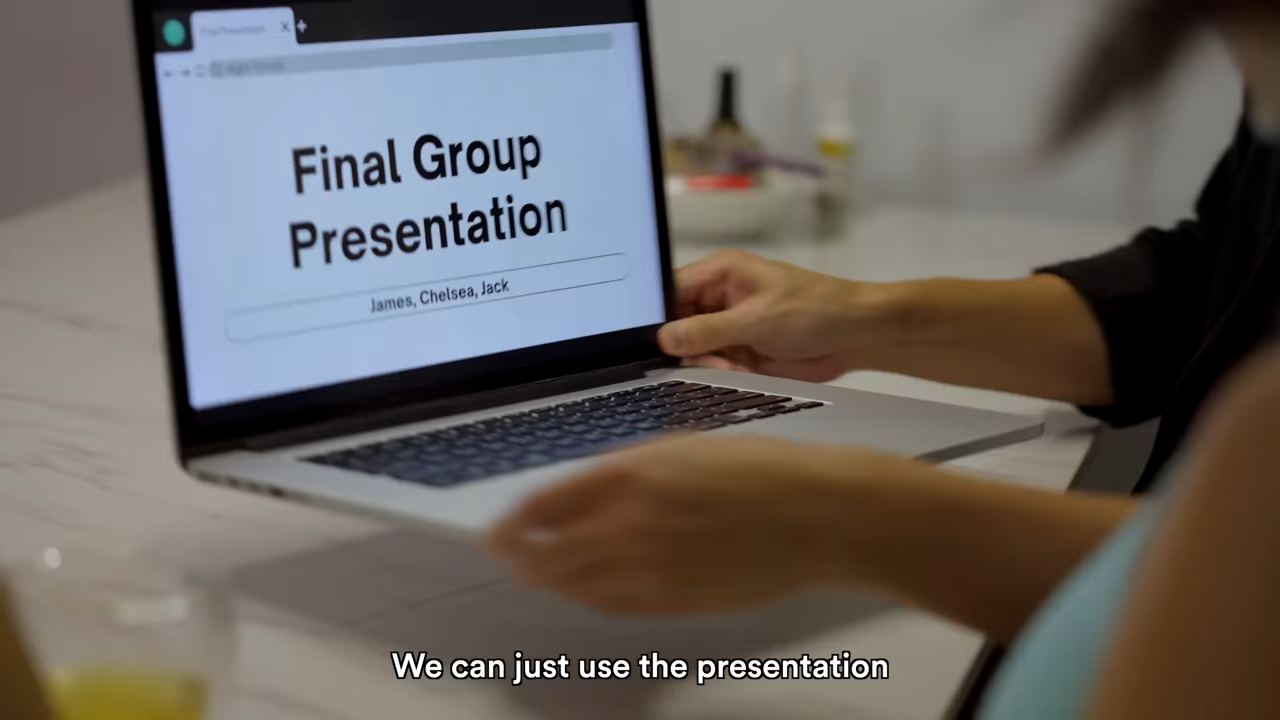 Final Group
Presentation
James, Chelsea, Jack
We can just use the presentation